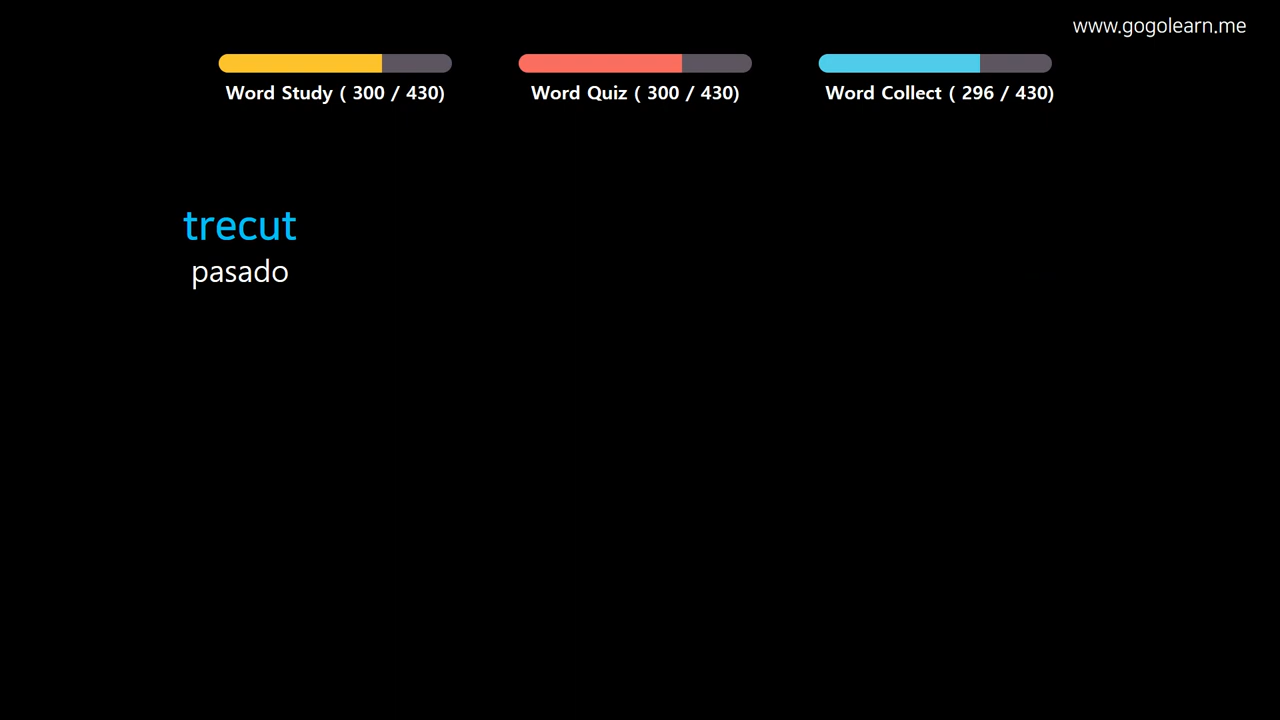 www.gogolearn.me
Word Study ( 300 / 430)
Word Quiz ( 300 / 430)
Word Collect ( 296 / 430)
trecut
pasado